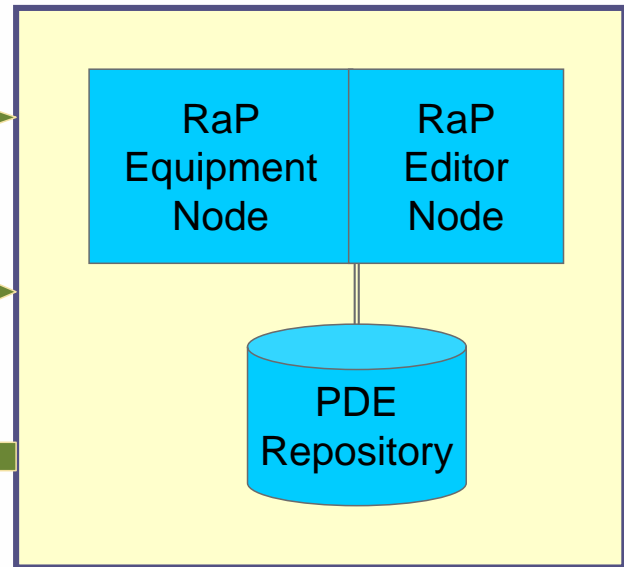 RaP
Equipment
Node
RaP
Editor
Node
PDE
Repository